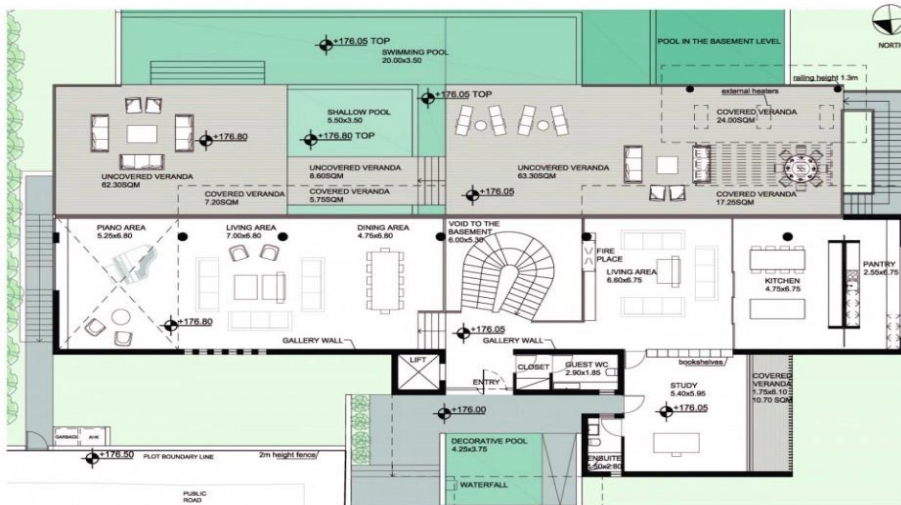 +176.05 TOP
SWIMMING POOL
20.00x3.50
POOL IN THE BASEMENT LEVEL
NORTH
railing height 1.3m
external heaters
+176.05 TOP
SHALLOW POOL
5.50x3.50
COVERED VERANDA
24.00SQM
+176.80
+176.80 TOP
UNCOVERED VERANDA
62.30SQM
UNCOVERED VERANDA
8.60SQM
UNCOVERED VERANDA
63.30SQM
COVERED VERANDA
7.20SQM
COVERED VERANDA
5.75SQM
+176.05
COVERED VERANDA
17.25SQM
PIANO AREA
5.25x6.80
LIVING AREA
7.00x6.80
DINING AREA
4.75x6.80
VOID TO THE
BASEMENT
6.00x5.30
FIRE
PLACE
LIVING AREA
6.60x6.75
KITCHEN
4.75x6.75
PANTRY
2.55x6.75
+176.80
+176.05
GALLERY WALL
GALLERY WALL
LIFT
ENTRY
CLOSET
GUEST WC
2.90x1.85
bookshelves
STUDY
5.40x5.95
+176.05
COVERED
VERANDA
1.75x6.10
10.70 SQM
+176.00
GARBAGE
+176.50
PLOT BOUNDARY LINE
2m height fence
DECORATIVE POOL
4.25x3.75
ENSUITE
WATERFALL
PUBLIC
ROAD